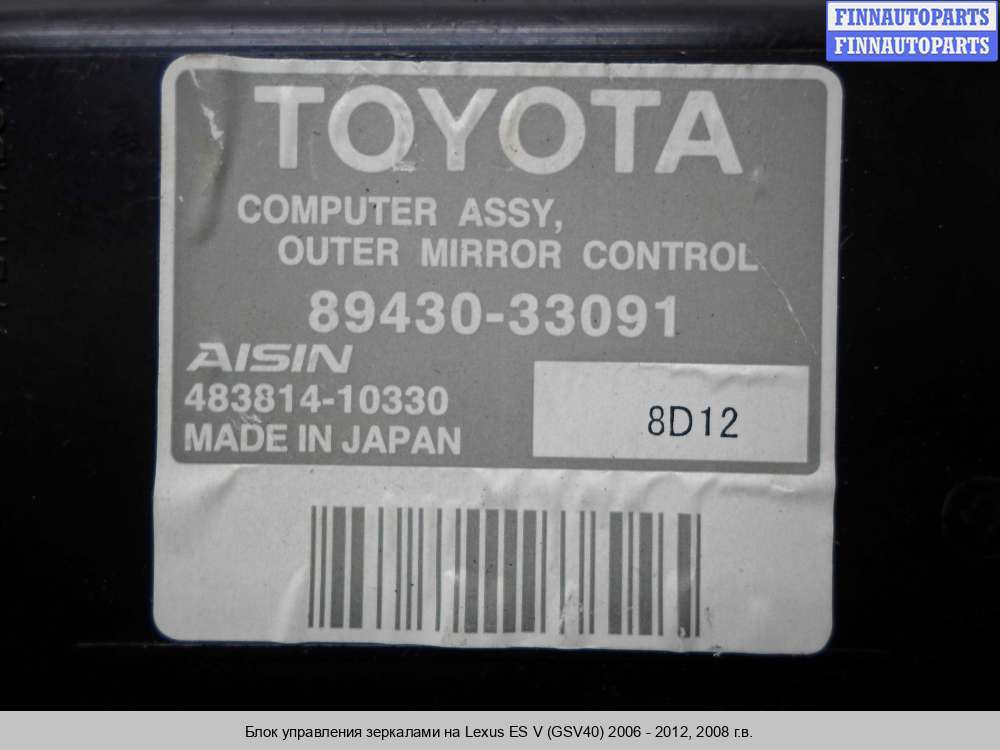 FINNAUTOPARTS
FINNAUTOPARTS
TOYOTA
COMPUTER ASSY,
OUTER MIRROR CONTROL
89430-33091
AISIN
483814-10330
8D12
MADE IN JAPAN
Блок управления зеркалами на Lexus ES V (GSV40) 2006 - 2012, 2008 г.в.